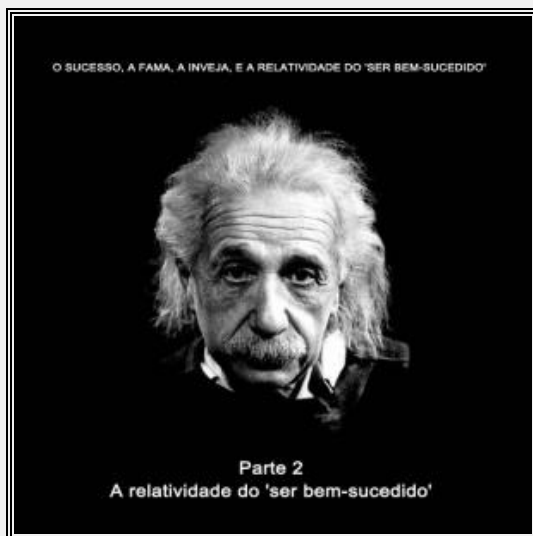 O SUCESSO, A FAMA, A INVEJA, E A RELATIVIDADE DO 'SER BEM-SUCEDIDO'
Parte 2
A relatividade do 'ser bem-sucedido'